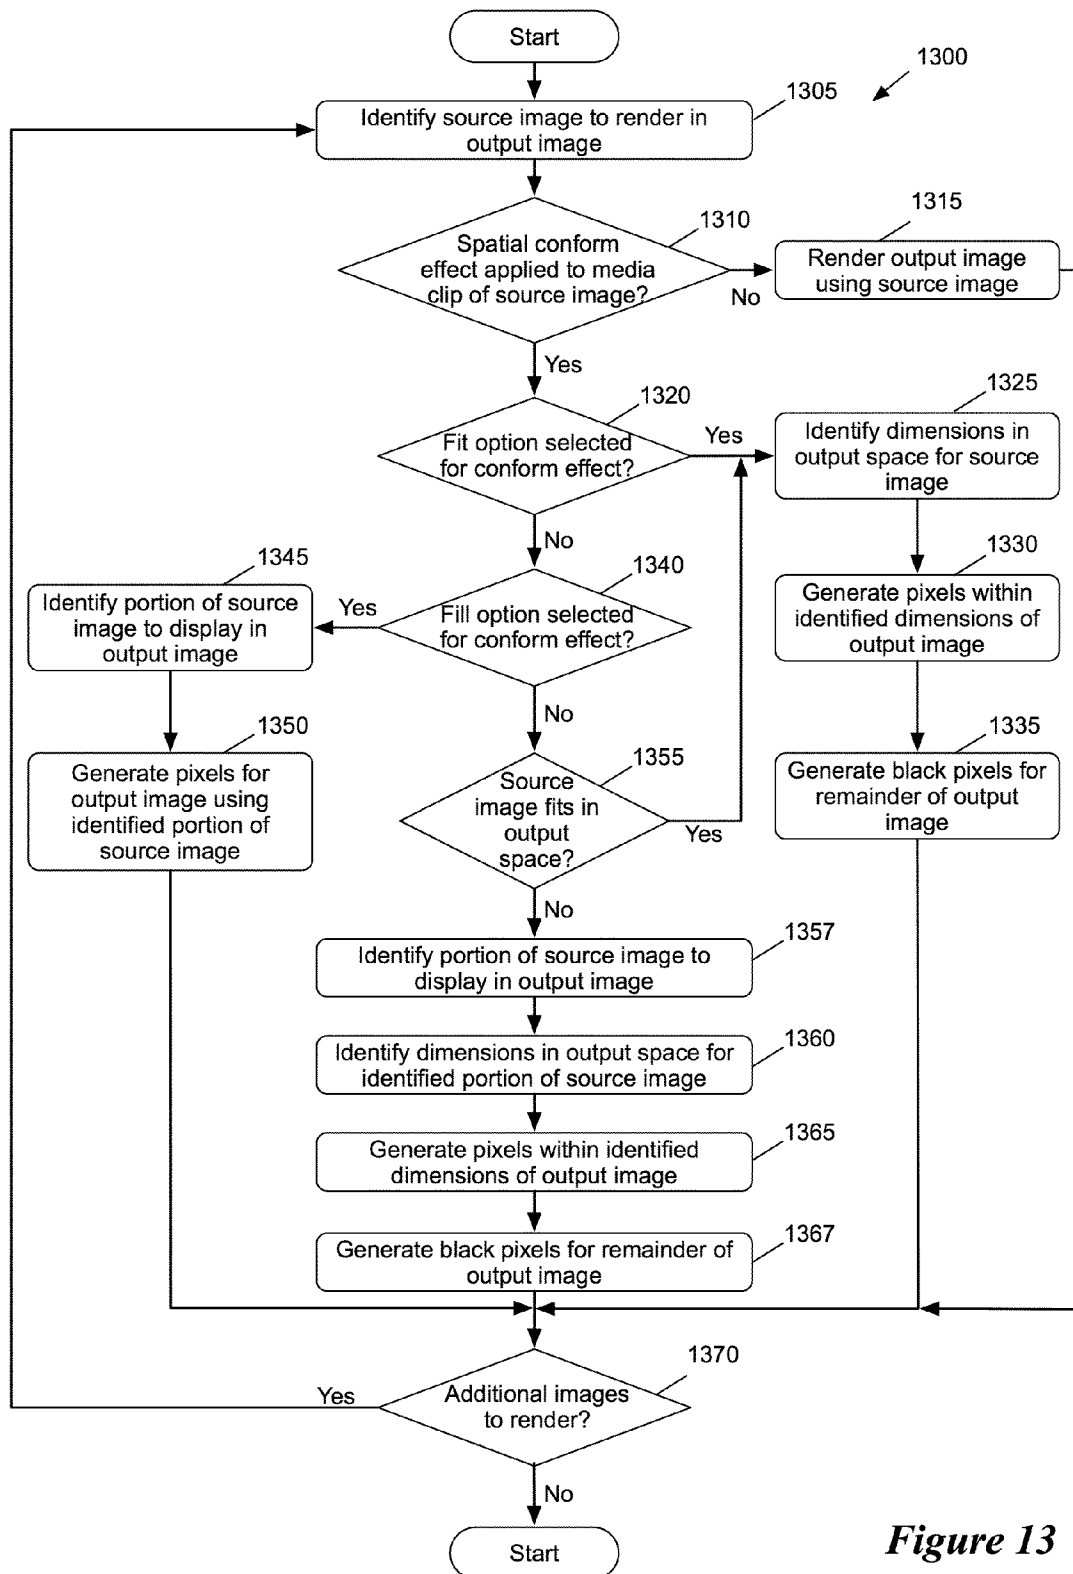 Start
1300
1305
Identify source image to render in
output image
1310
Spatial conform
effect applied to media
clip of source image?
No
1315
Render output image
using source image
Yes
1320
Fit option selected
for conform effect?
Yes
1325
Identify dimensions in
output space for source
image
No
1330
Generate pixels within
identified dimensions of
output image
1340
Fill option selected
for conform effect?
Yes
1345
Identify portion of source
image to display in
output image
No
1350
Generate pixels for
output image using
identified portion of
source image
1335
Generate black pixels for
remainder of output
image
1355
Source
image fits in
output
space?
Yes
No
1357
Identify portion of source image to
display in output image
1360
Identify dimensions in output space for
identified portion of source image
1365
Generate pixels within identified
dimensions of output image
1367
Generate black pixels for remainder of
output image
1370
Additional images
to render?
Yes
No
Start
Figure 13